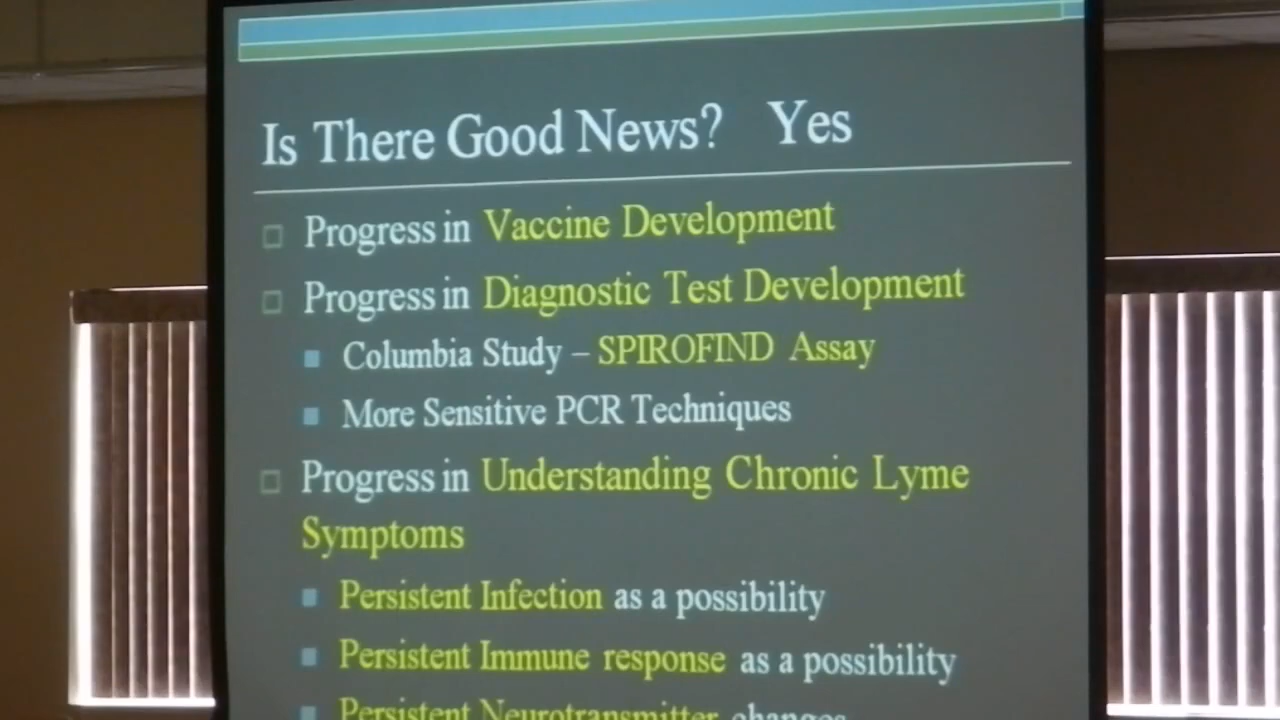 Is There Good News? Yes
Progress in Vaccine Development
Progress in Diagnostic Test Development
Columbia Study – SPIROFIND Assay
More Sensitive PCR Techniques
Progress in Understanding Chronic Lyme
Symptoms
Persistent Infection as a possibility
Persistent Immune response as a possibility
Persistent Neurotransmitter changes